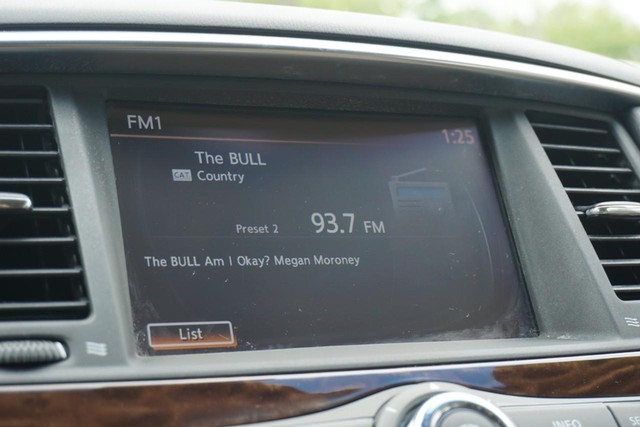 FM1
1:25
The BULL
CAT Country
Preset 2 93.7 FM
The BULL Am I Okay? Megan Moroney
List
INFO